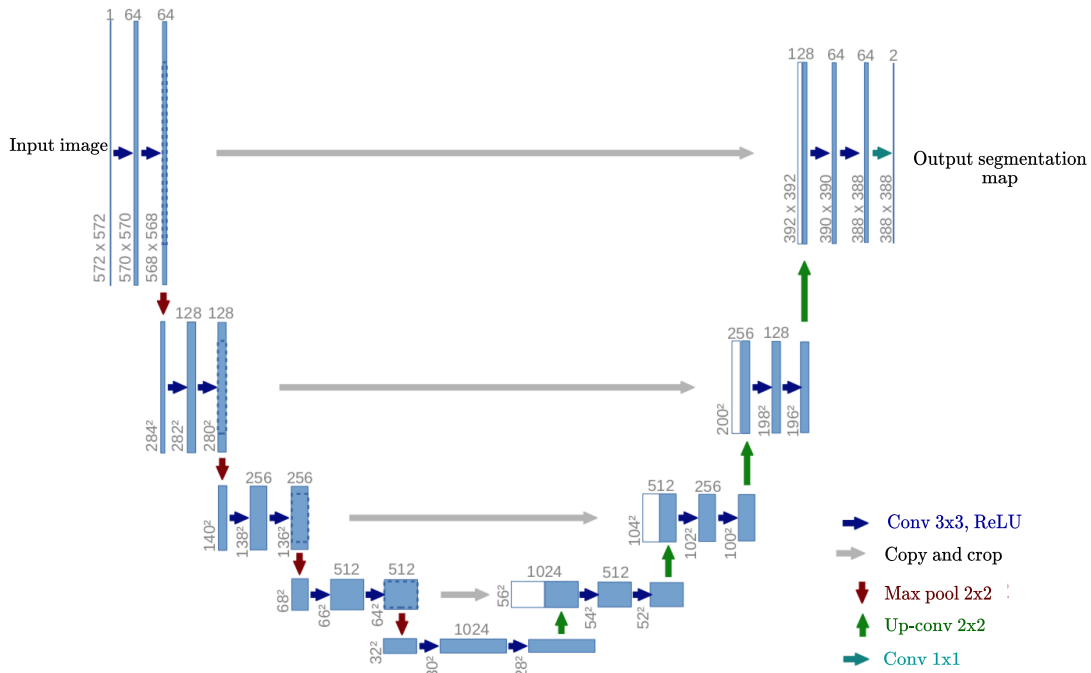 1 64 64
128 64 64 2
Input image
Output segmentation
map
572 x 572
570 x 570
568 x 568
392 x 392
390 x 390
388 x 388
388 x 388
128 128
256 128
284²
282²
280²
200²
198²
196²
256 256
512 256
140²
138²
136²
104²
102²
100²
512 512
1024 512
68²
66²
64²
56²
54²
52²
1024
32²
30²
28²
Conv 3x3, ReLU
Copy and crop
Max pool 2x2
Up-conv 2x2
Conv 1x1